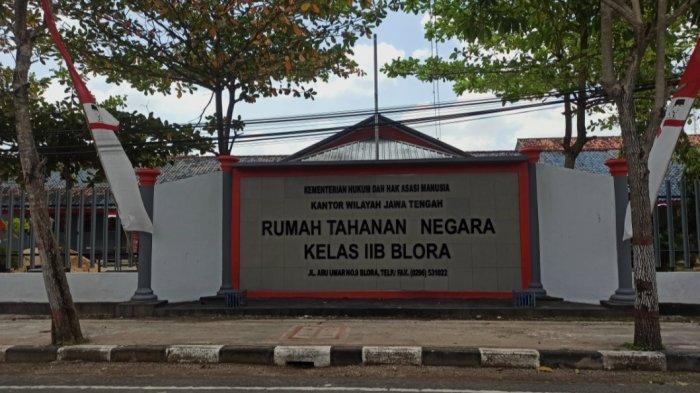 KEMENTERIAN HUKUM DAN HAK ASASI MANUSIA
KANTOR WILAYAH JAWA TENGAH
RUMAH TAHANAN NEGARA
KELAS IIB BLORA
JL. ABU UMAR NO.9 BLORA, TELP./ FAX. (0296) 531022